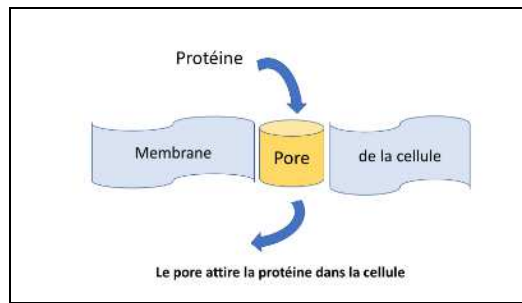 Protéine
Membrane
Pore
de la cellule
Le pore attire la protéine dans la cellule